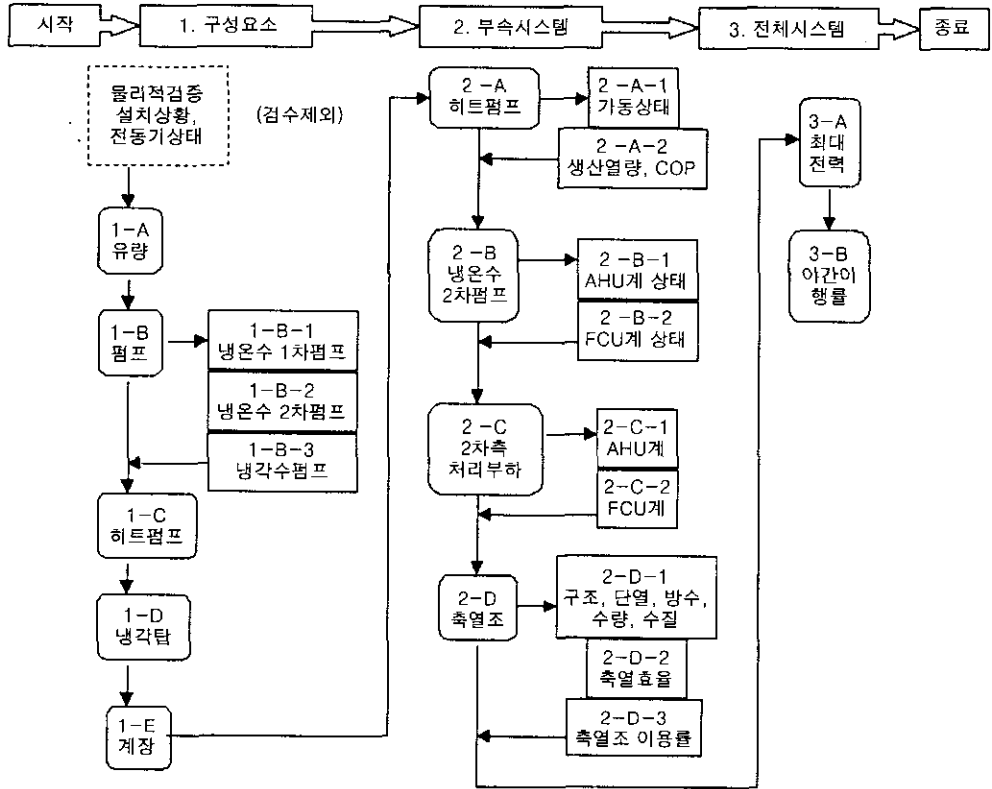 시작
1. 구성요소
2. 부속시스템
3. 전체시스템
종료
물리적검증
설치상황,
전동기상태
(검수제외)
1-A
유량
1-B
펌프
1-B-1
냉온수 1차펌프
1-B-2
냉온수 2차펌프
1-B-3
냉각수펌프
1-C
히트펌프
1-D
냉각탑
1-E
계장
2-A
히트펌프
2-A-1
가동상태
2-A-2
생산열량, COP
2-B
냉온수
2차펌프
2-B-1
AHU계 상태
2-B-2
FCU계 상태
2-C
2차측
처리부하
2-C-1
AHU계
2-C-2
FCU계
2-D
축열조
2-D-1
구조, 단열, 방수,
수량, 수질
2-D-2
축열효율
2-D-3
축열조 이용률
3-A
최대
전력
3-B
야간이
행률